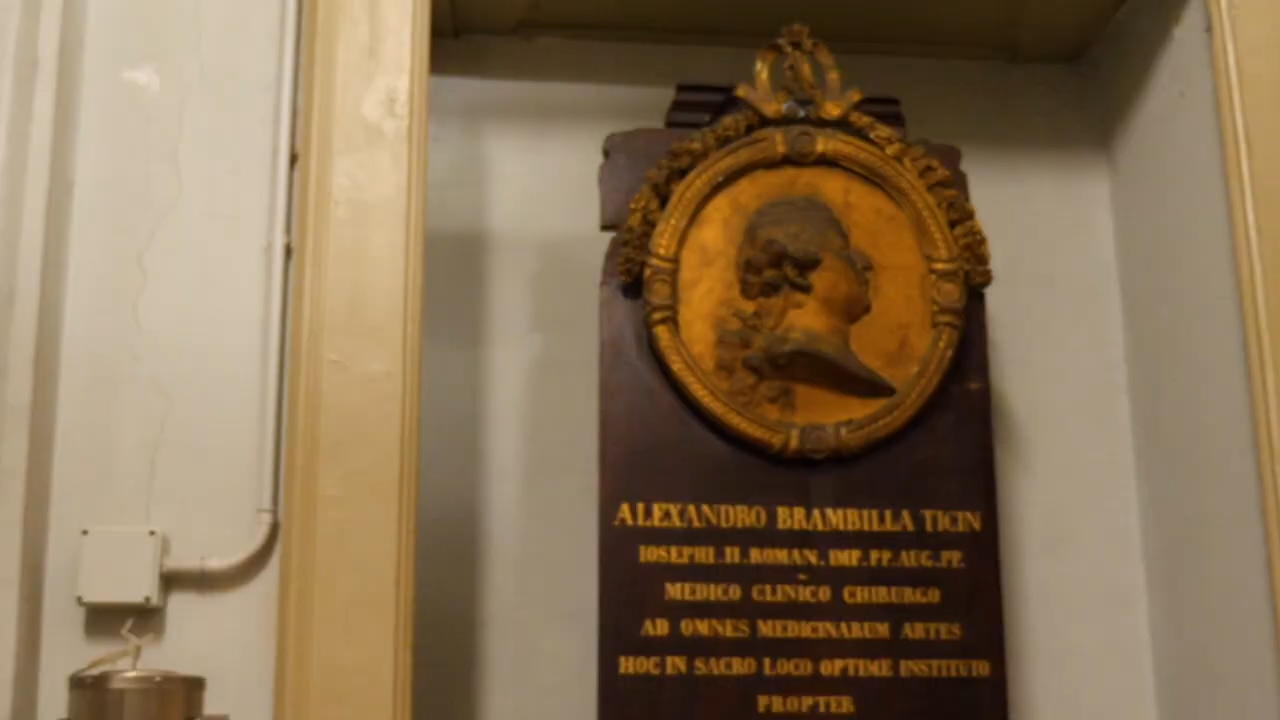 ALEXANDRO BRAMBILLA TICIN
IOSEPHI.II.ROMAN.IMP.PP.AUG.PP.
MEDICO CLINICO CHIRURGO
AD OMNES MEDICINARUM ARTES
HOC IN SACRO LOCO OPTIME INSTITUTO
PROPTER